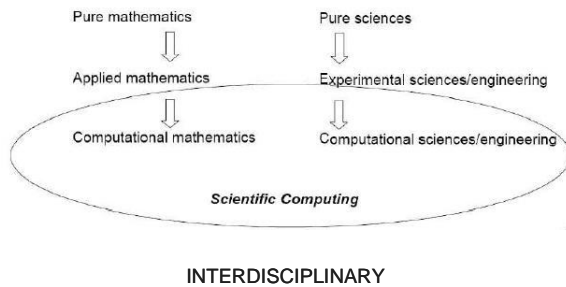 Pure mathematics Pure sciences
Applied mathematics Experimental sciences/engineering
Computational mathematics Computational sciences/engineering
Scientific Computing
INTERDISCIPLINARY